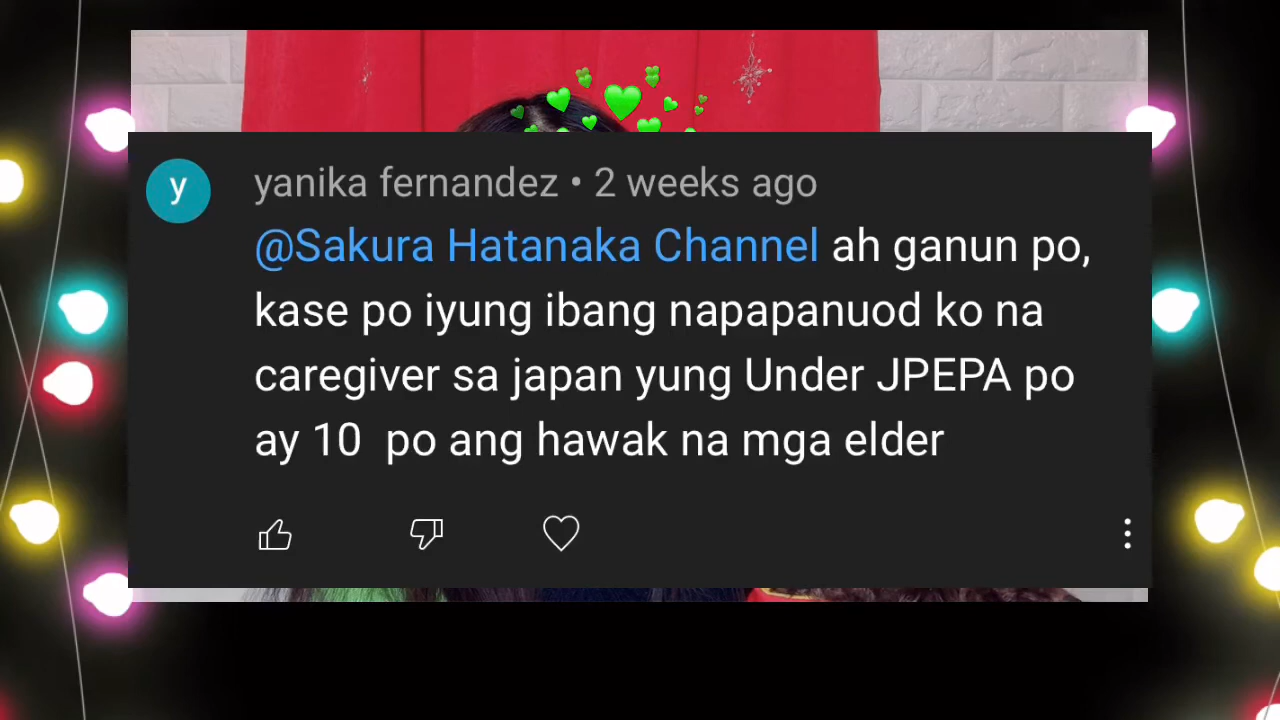 y
yanika fernandez • 2 weeks ago
@Sakura Hatanaka Channel ah ganun po,
kase po iyung ibang napapanuod ko na
caregiver sa japan yung Under JPEPA po
ay 10 po ang hawak na mga elder